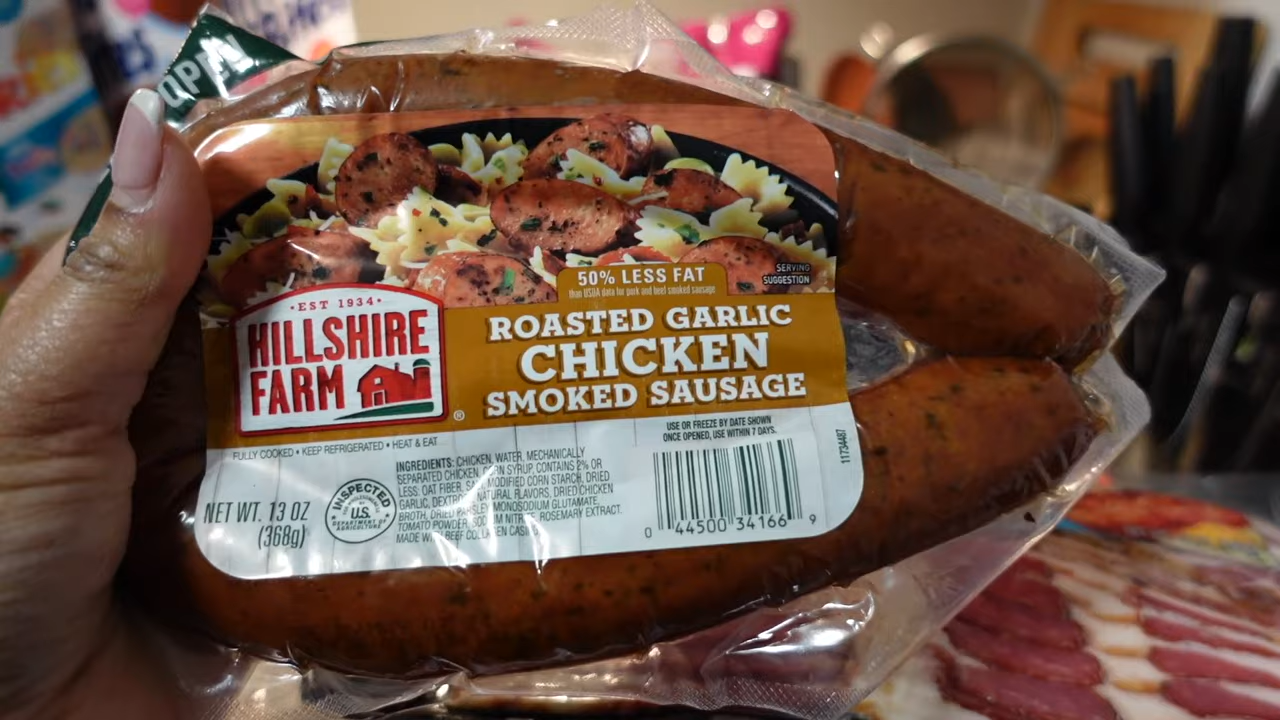 OPEN
50% LESS FAT
than USDA data for pork and beef smoked sausage
SERVING
SUGGESTION
·EST 1934·
HILLSHIRE
FARM
®
ROASTED GARLIC
CHICKEN
SMOKED SAUSAGE
FULLY COOKED • KEEP REFRIGERATED • HEAT & EAT
USE OR FREEZE BY DATE SHOWN
ONCE OPENED, USE WITHIN 7 DAYS.
INGREDIENTS: CHICKEN, WATER, MECHANICALLY
SEPARATED CHICKEN, CORN SYRUP, CONTAINS 2% OR
LESS: OAT FIBER, SALT, MODIFIED CORN STARCH, DRIED
GARLIC, DEXTROSE, NATURAL FLAVORS, DRIED CHICKEN
BROTH, DRIED PARSLEY, MONOSODIUM GLUTAMATE,
TOMATO POWDER, SODIUM NITRITE, ROSEMARY EXTRACT.
MADE WITH BEEF COLLAGEN CASING
NET WT. 13 OZ
(368g)
INSPECTED
U.S.
DEPARTMENT OF
AGRICULTURE
0 44500 34166 9
11734487